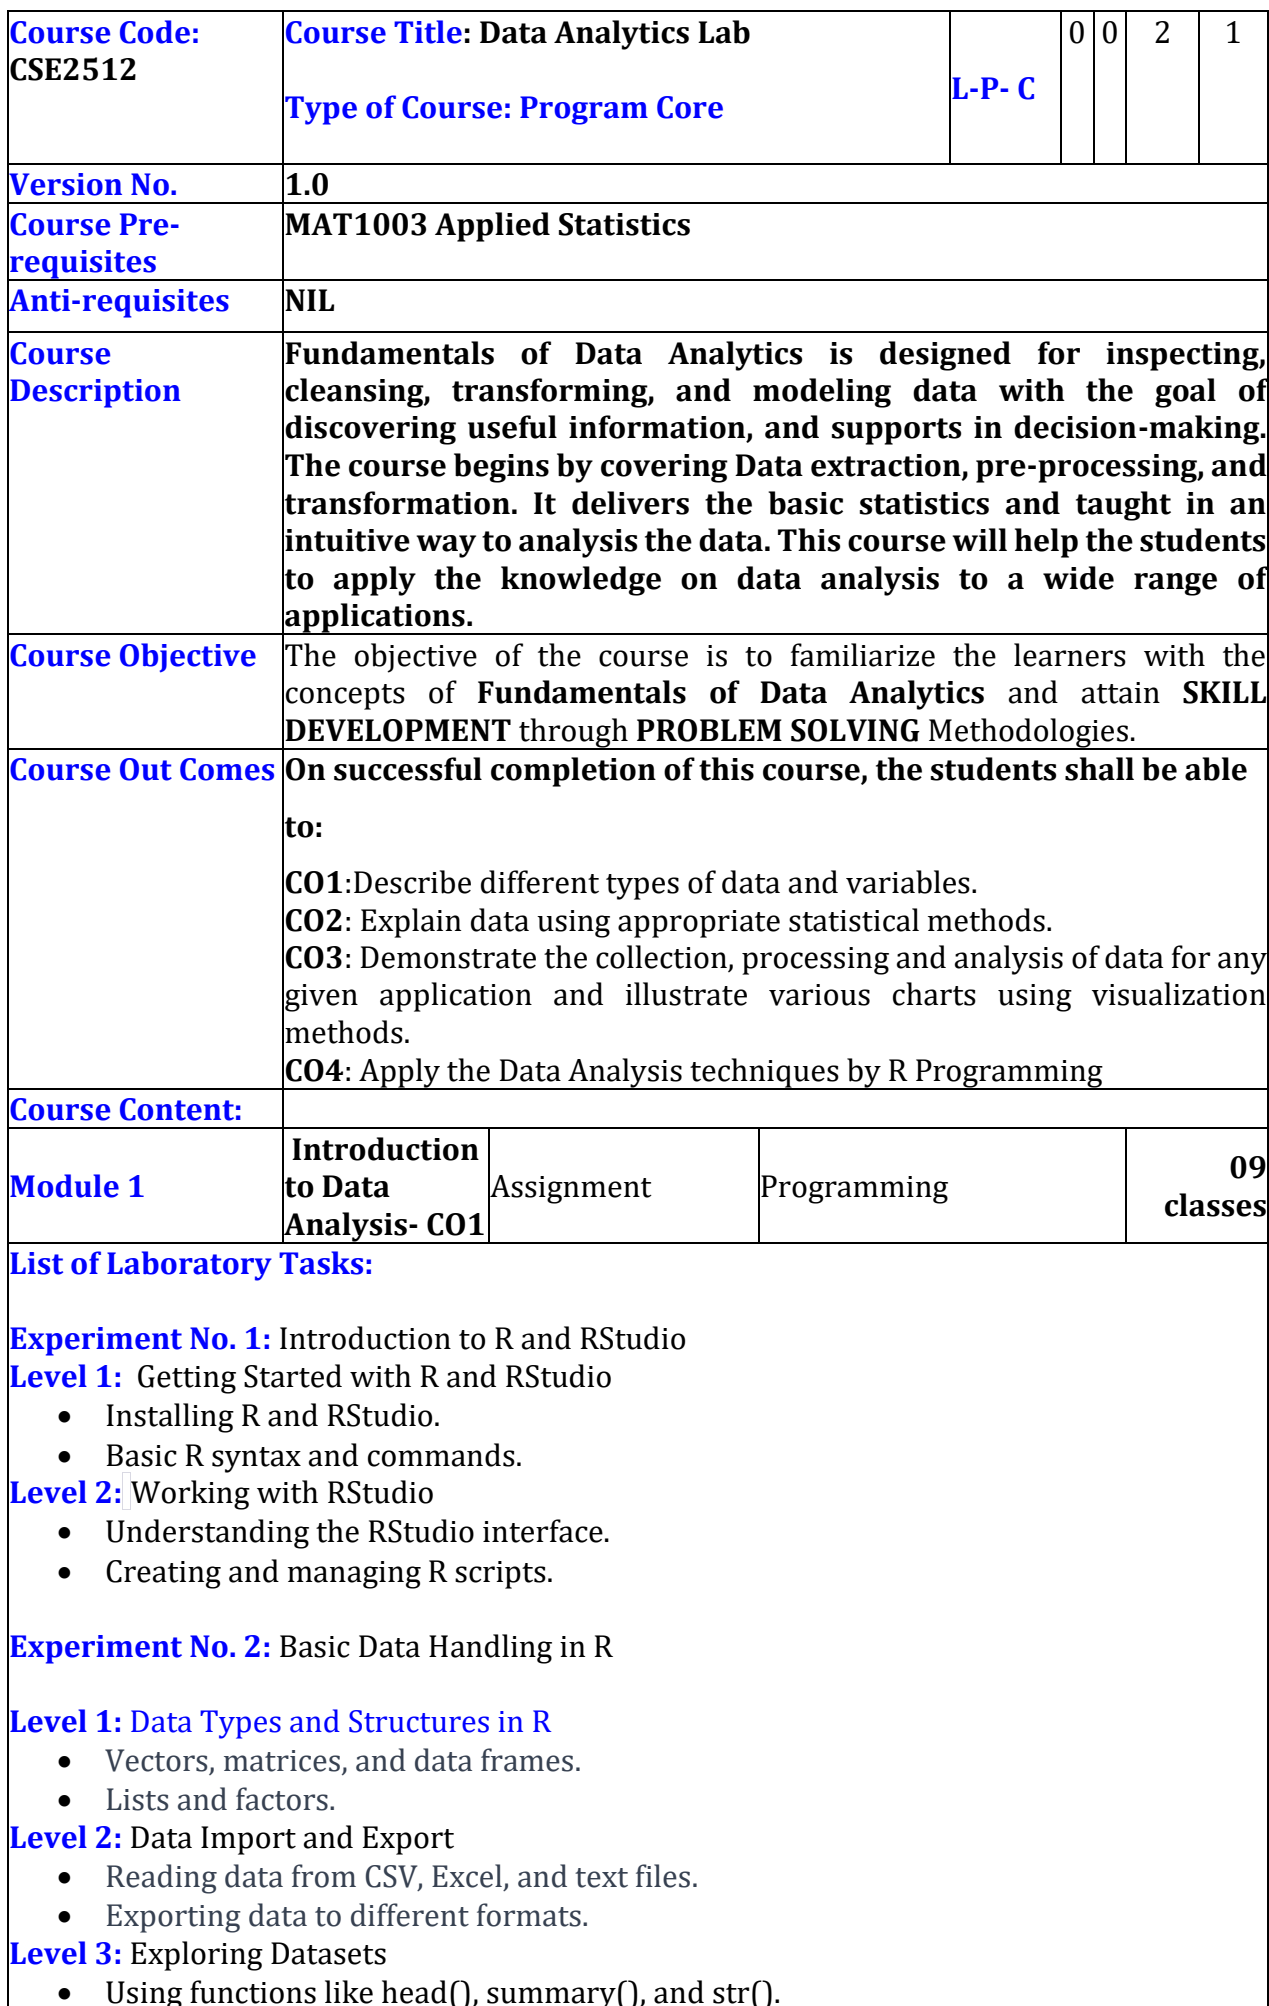 Course Code: Course Title: Data Analytics Lab 0 0 2 1
CSE2512
L-P- C
Type of Course: Program Core
Version No. 1.0
Course Pre- MAT1003 Applied Statistics
requisites
Anti-requisites NIL
Course Fundamentals of Data Analytics is designed for inspecting,
Description cleansing, transforming, and modeling data with the goal of
discovering useful information, and supports in decision-making.
The course begins by covering Data extraction, pre-processing, and
transformation. It delivers the basic statistics and taught in an
intuitive way to analysis the data. This course will help the students
to apply the knowledge on data analysis to a wide range of
applications.
Course Objective The objective of the course is to familiarize the learners with the
concepts of Fundamentals of Data Analytics and attain SKILL
DEVELOPMENT through PROBLEM SOLVING Methodologies.
Course Out Comes On successful completion of this course, the students shall be able
to:
CO1:Describe different types of data and variables.
CO2: Explain data using appropriate statistical methods.
CO3: Demonstrate the collection, processing and analysis of data for any
given application and illustrate various charts using visualization
methods.
CO4: Apply the Data Analysis techniques by R Programming
Course Content:
Module 1 Introduction to Data Analysis- CO1 Assignment Programming 09 classes
List of Laboratory Tasks:
Experiment No. 1: Introduction to R and RStudio
Level 1: Getting Started with R and RStudio
• Installing R and RStudio.
• Basic R syntax and commands.
Level 2: Working with RStudio
• Understanding the RStudio interface.
• Creating and managing R scripts.
Experiment No. 2: Basic Data Handling in R
Level 1: Data Types and Structures in R
• Vectors, matrices, and data frames.
• Lists and factors.
Level 2: Data Import and Export
• Reading data from CSV, Excel, and text files.
• Exporting data to different formats.
Level 3: Exploring Datasets
• Using functions like head(), summary(), and str().